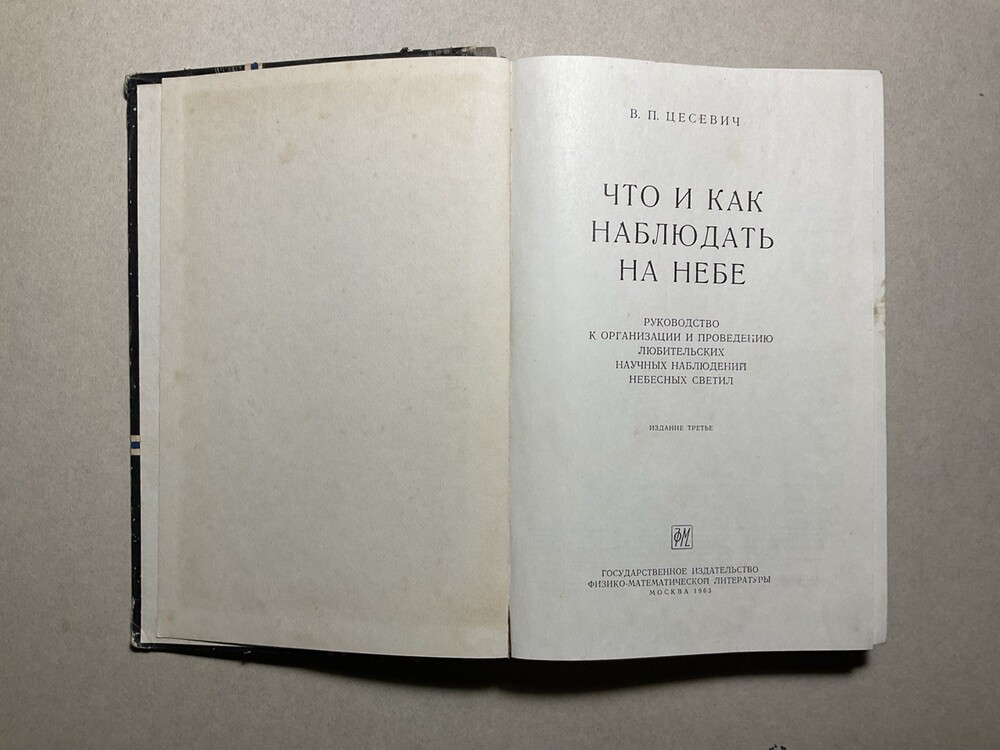 В. П. ЦЕСЕВИЧ
ЧТО И КАК
НАБЛЮДАТЬ
НА НЕБЕ
РУКОВОДСТВО
К ОРГАНИЗАЦИИ И ПРОВЕДЕНИЮ
ЛЮБИТЕЛЬСКИХ
НАУЧНЫХ НАБЛЮДЕНИЙ
НЕБЕСНЫХ СВЕТИЛ
ИЗДАНИЕ ТРЕТЬЕ
ФМ
ГОСУДАРСТВЕННОЕ ИЗДАТЕЛЬСТВО
ФИЗИКО-МАТЕМАТИЧЕСКОЙ ЛИТЕРАТУРЫ
МОСКВА 1963